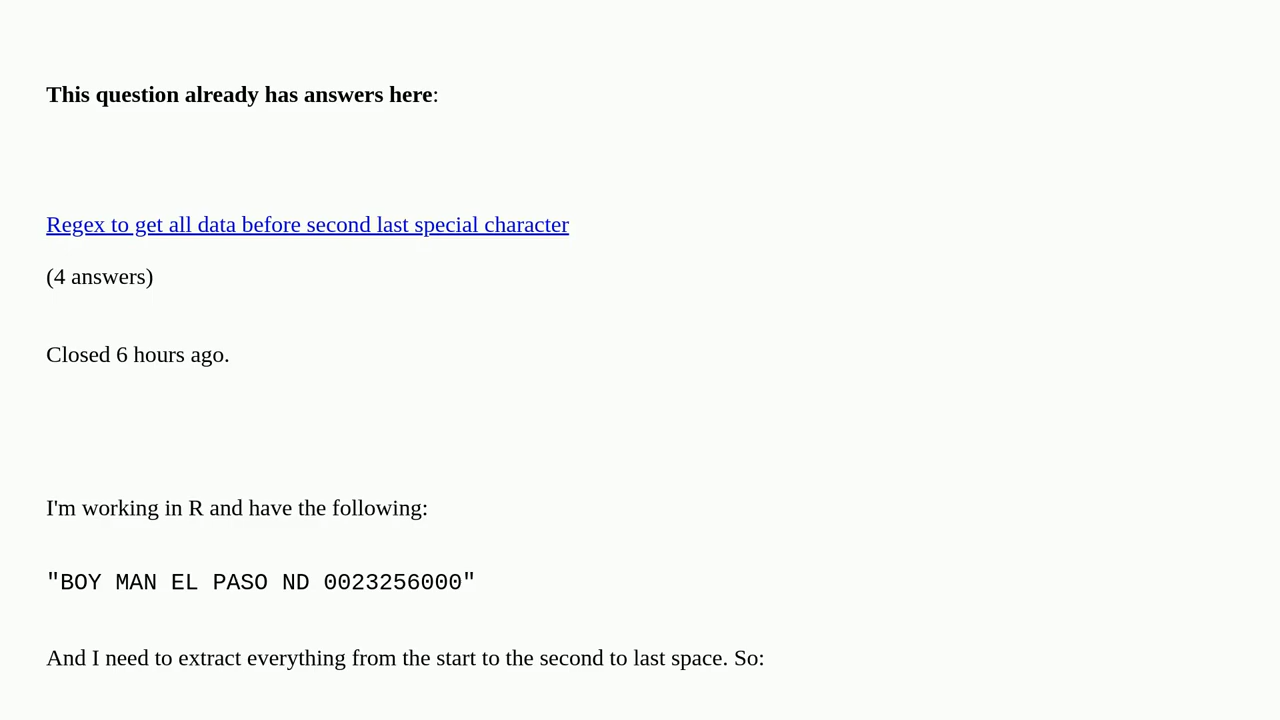 This question already has answers here:
Regex to get all data before second last special character
(4 answers)
Closed 6 hours ago.
I'm working in R and have the following:
"BOY MAN EL PASO ND 0023256000"
And I need to extract everything from the start to the second to last space. So: